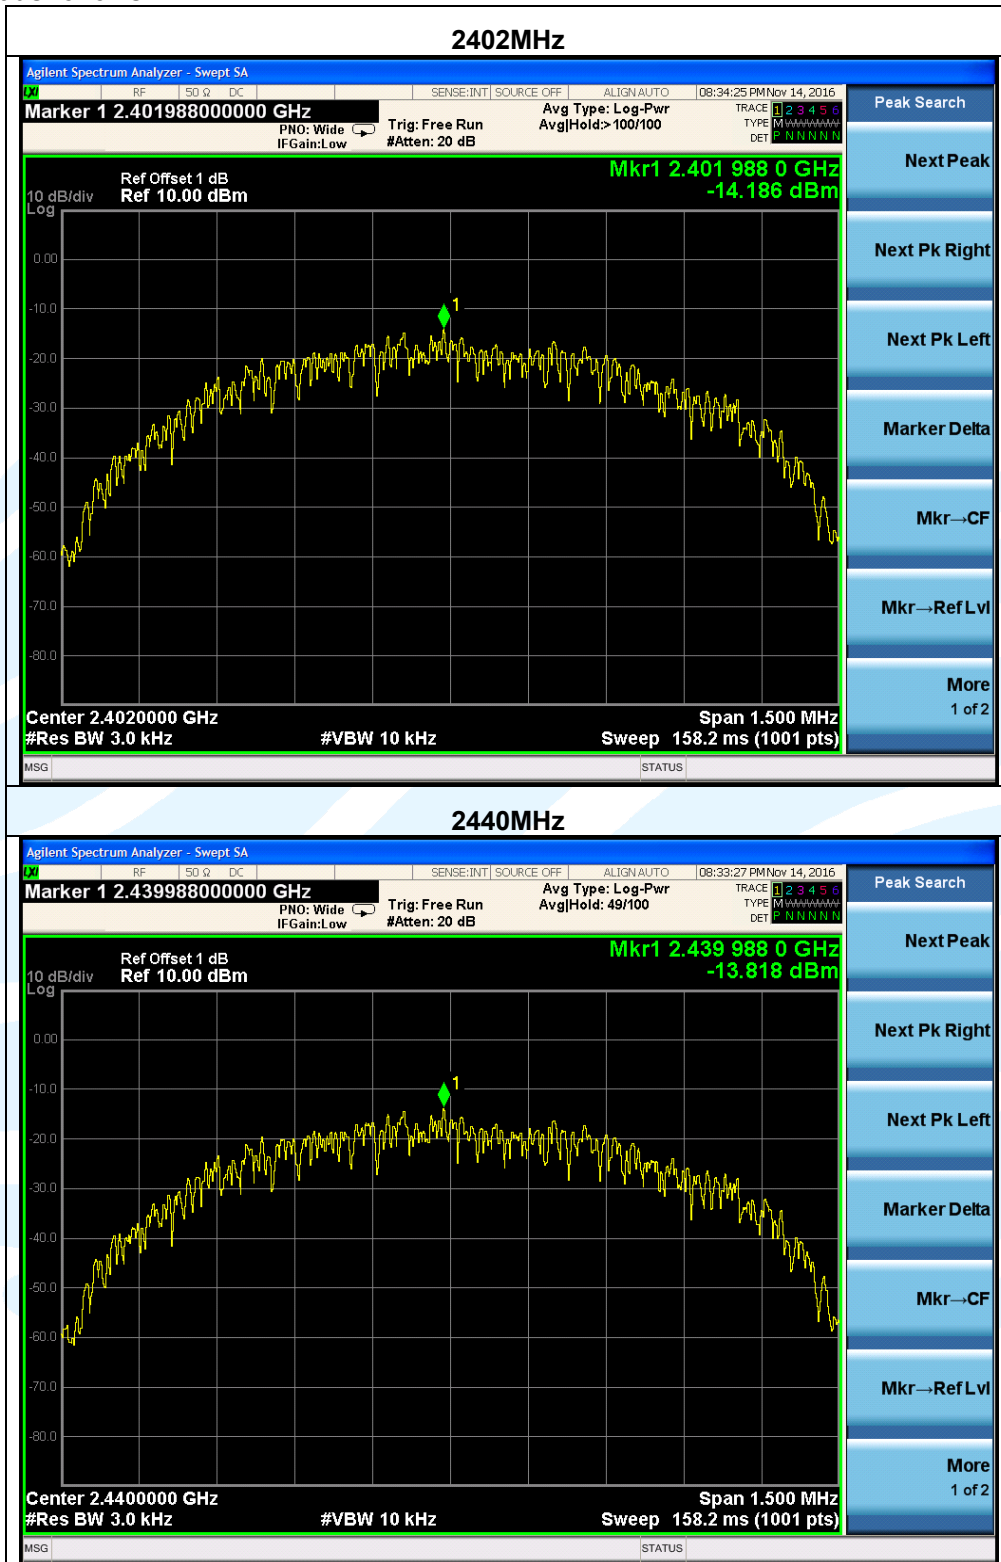 2402MHz
Agilent Spectrum Analyzer - Swept SA
LXI RF 50 Ω DC SENSE:INT SOURCE OFF ALIGN AUTO 08:34:25 PM Nov 14, 2016
Marker 1 2.401988000000 GHz
PNO: Wide
IFGain:Low
Trig: Free Run
#Atten: 20 dB
Avg Type: Log-Pwr
Avg|Hold:>100/100
TRACE 1 2 3 4 5 6
TYPE M WWWWW
DET P N N N N N
Peak Search
Mkr1 2.401 988 0 GHz
-14.186 dBm
Ref Offset 1 dB
10 dB/div Ref 10.00 dBm
Log
0.00
-10.0
-20.0
-30.0
-40.0
-50.0
-60.0
-70.0
-80.0
1
Center 2.4020000 GHz Span 1.500 MHz
#Res BW 3.0 kHz #VBW 10 kHz Sweep 158.2 ms (1001 pts)
MSG STATUS
Next Peak
Next Pk Right
Next Pk Left
Marker Delta
Mkr→CF
Mkr→Ref Lvl
More
1 of 2
2440MHz
Agilent Spectrum Analyzer - Swept SA
LXI RF 50 Ω DC SENSE:INT SOURCE OFF ALIGN AUTO 08:33:27 PM Nov 14, 2016
Marker 1 2.439988000000 GHz
PNO: Wide
IFGain:Low
Trig: Free Run
#Atten: 20 dB
Avg Type: Log-Pwr
Avg|Hold: 49/100
TRACE 1 2 3 4 5 6
TYPE M WWWWW
DET P N N N N N
Peak Search
Mkr1 2.439 988 0 GHz
-13.818 dBm
Ref Offset 1 dB
10 dB/div Ref 10.00 dBm
Log
0.00
-10.0
-20.0
-30.0
-40.0
-50.0
-60.0
-70.0
-80.0
1
Center 2.4400000 GHz Span 1.500 MHz
#Res BW 3.0 kHz #VBW 10 kHz Sweep 158.2 ms (1001 pts)
MSG STATUS
Next Peak
Next Pk Right
Next Pk Left
Marker Delta
Mkr→CF
Mkr→Ref Lvl
More
1 of 2